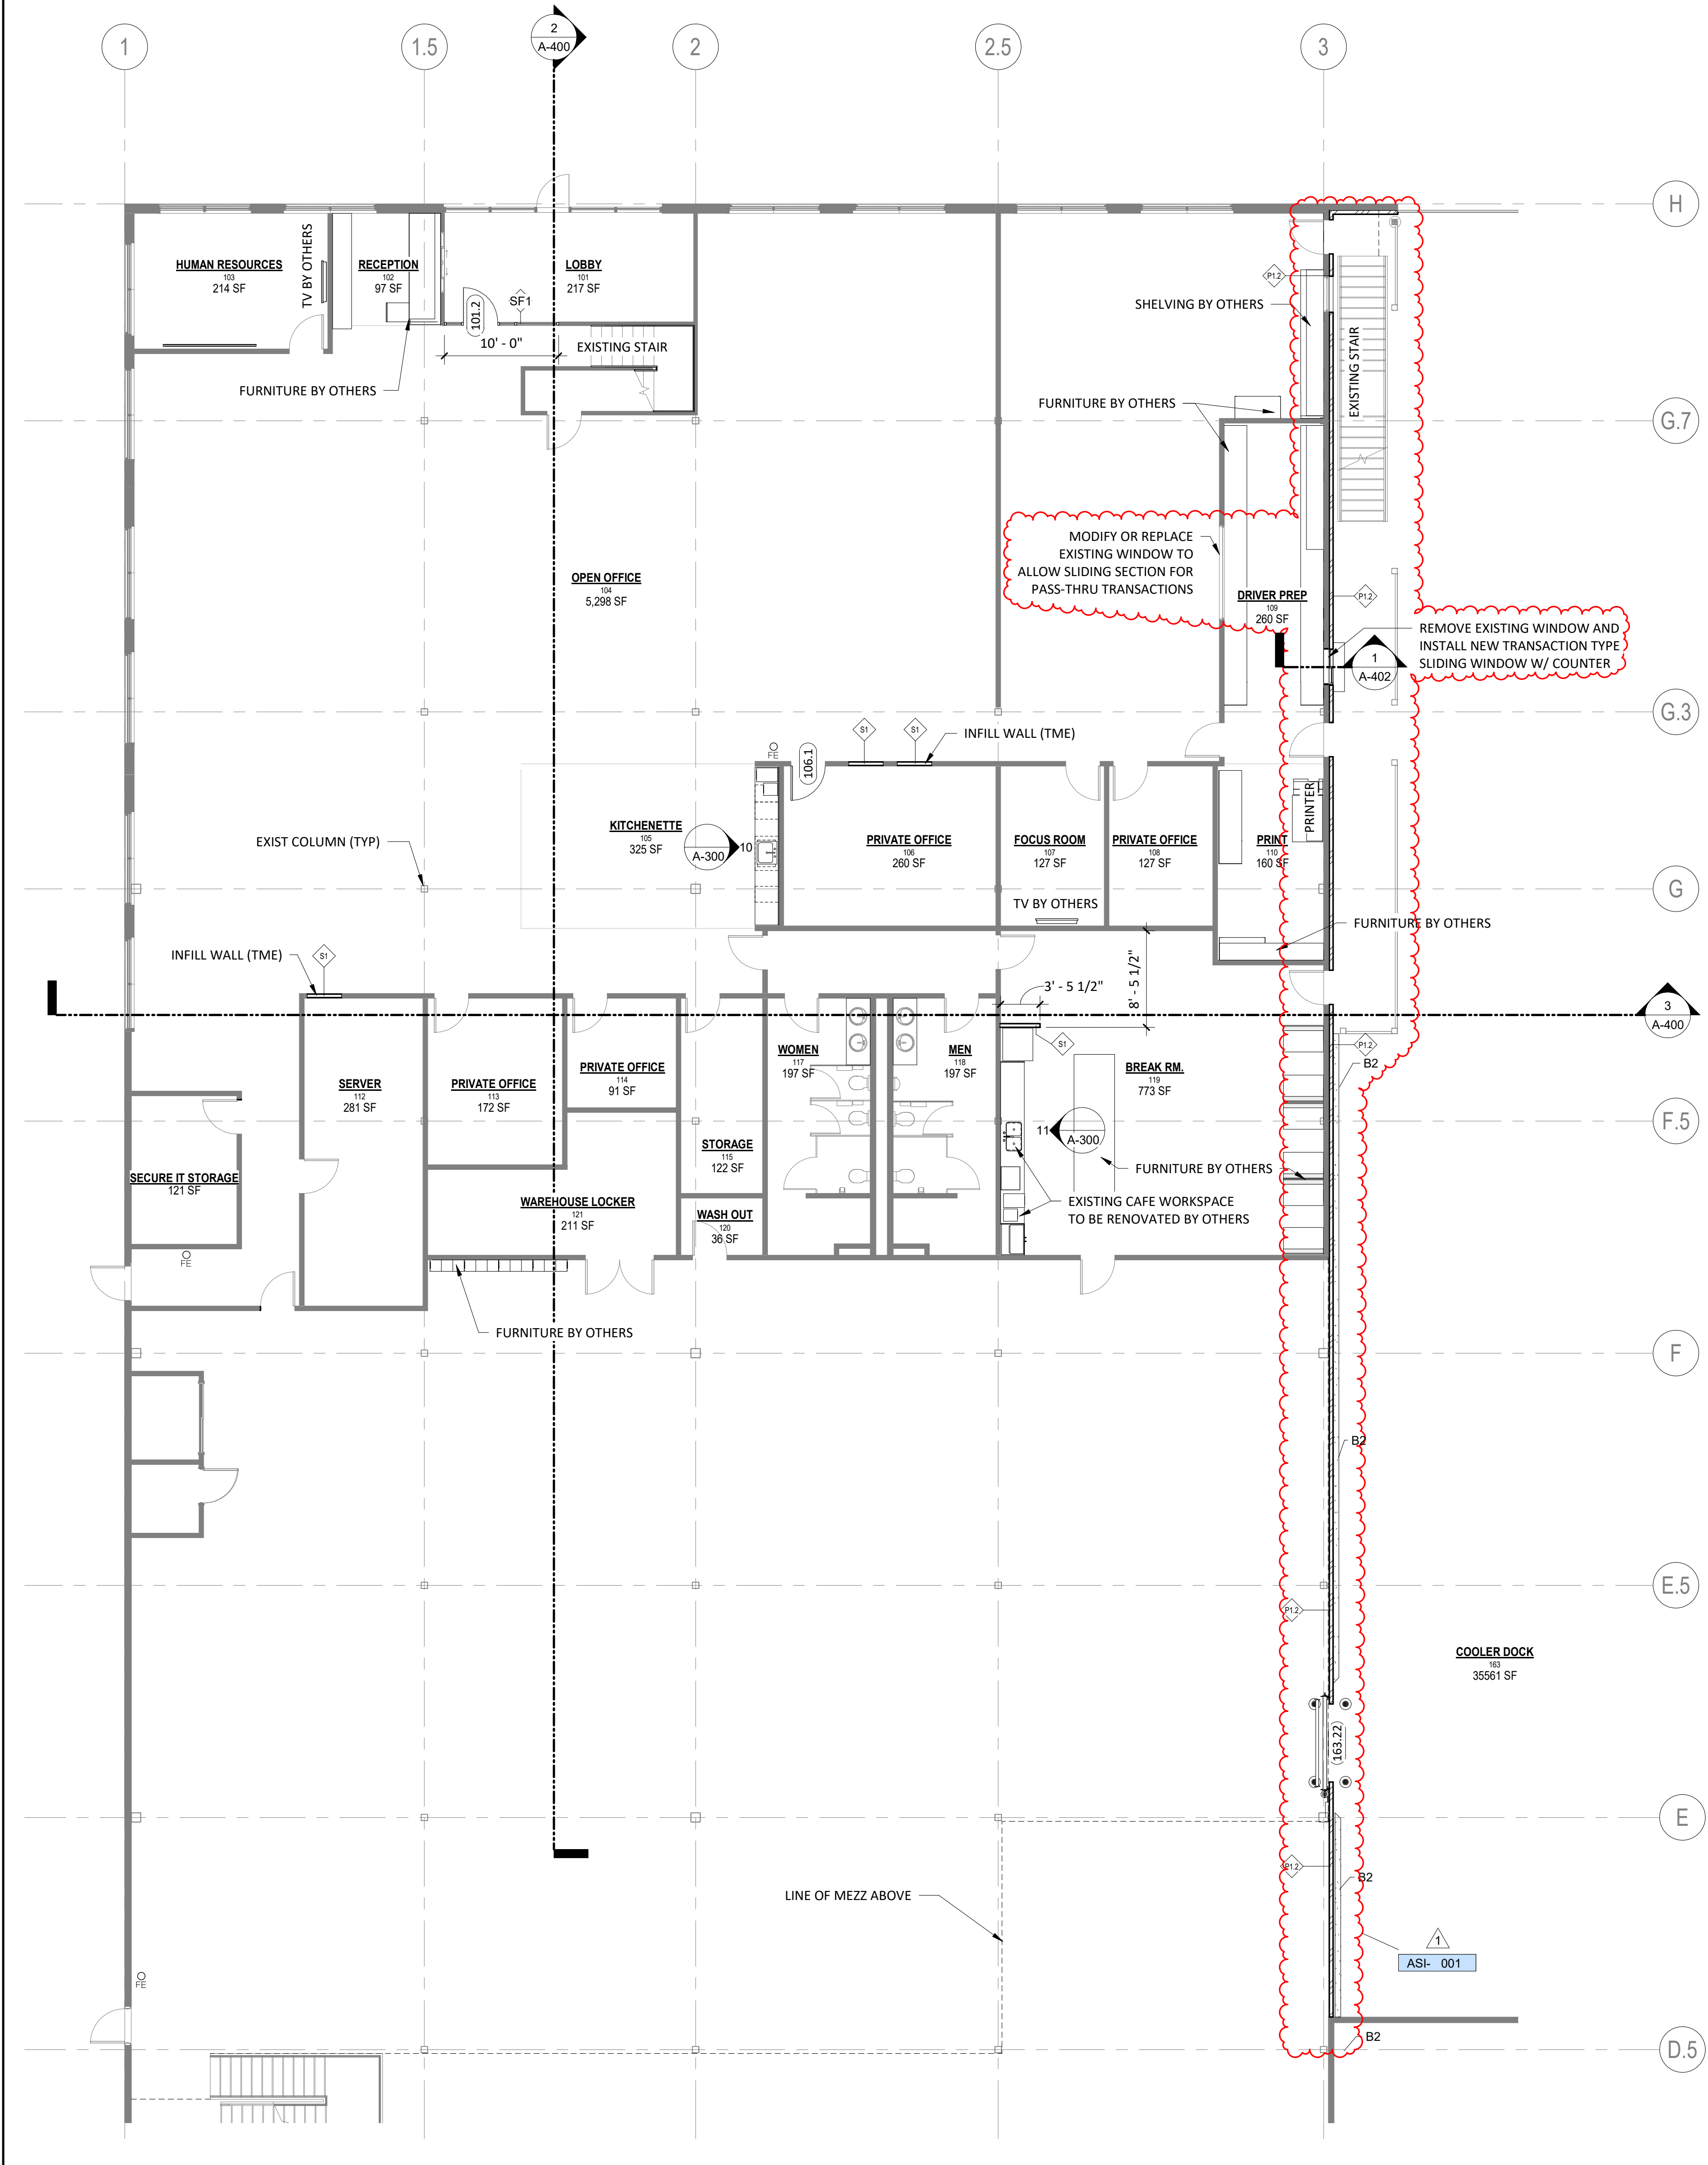 1
1.5
2
A-400
2
2.5
3
H
HUMAN RESOURCES
103
214 SF
TV BY OTHERS
RECEPTION
102
97 SF
LOBBY
101
217 SF
SF1
101.2
10' - 0"
EXISTING STAIR
FURNITURE BY OTHERS
P1.2
SHELVING BY OTHERS
EXISTING STAIR
FURNITURE BY OTHERS
G.7
MODIFY OR REPLACE
EXISTING WINDOW TO
ALLOW SLIDING SECTION FOR
PASS-THRU TRANSACTIONS
OPEN OFFICE
104
5,298 SF
DRIVER PREP
109
260 SF
P1.2
REMOVE EXISTING WINDOW AND
INSTALL NEW TRANSACTION TYPE
SLIDING WINDOW W/ COUNTER
1
A-402
G.3
S1
S1
INFILL WALL (TME)
FE
106.1
PRINTER
KITCHENETTE
105
325 SF
A-300
10
PRIVATE OFFICE
106
260 SF
FOCUS ROOM
107
127 SF
TV BY OTHERS
PRIVATE OFFICE
108
127 SF
PRINT
110
160 SF
EXIST COLUMN (TYP)
G
FURNITURE BY OTHERS
INFILL WALL (TME)
S1
3' - 5 1/2"
8' - 5 1/2"
3
A-400
S1
P1.2
B2
SERVER
112
281 SF
PRIVATE OFFICE
113
172 SF
PRIVATE OFFICE
114
91 SF
WOMEN
117
197 SF
MEN
118
197 SF
BREAK RM.
119
773 SF
F.5
STORAGE
115
122 SF
11
A-300
FURNITURE BY OTHERS
SECURE IT STORAGE
121 SF
WAREHOUSE LOCKER
121
211 SF
WASH OUT
120
36 SF
EXISTING CAFE WORKSPACE
TO BE RENOVATED BY OTHERS
FE
FURNITURE BY OTHERS
F
B2
E.5
P1.2
COOLER DOCK
163
35561 SF
163.22
E
P1.2
B2
LINE OF MEZZ ABOVE
1
ASI- 001
FE
B2
D.5